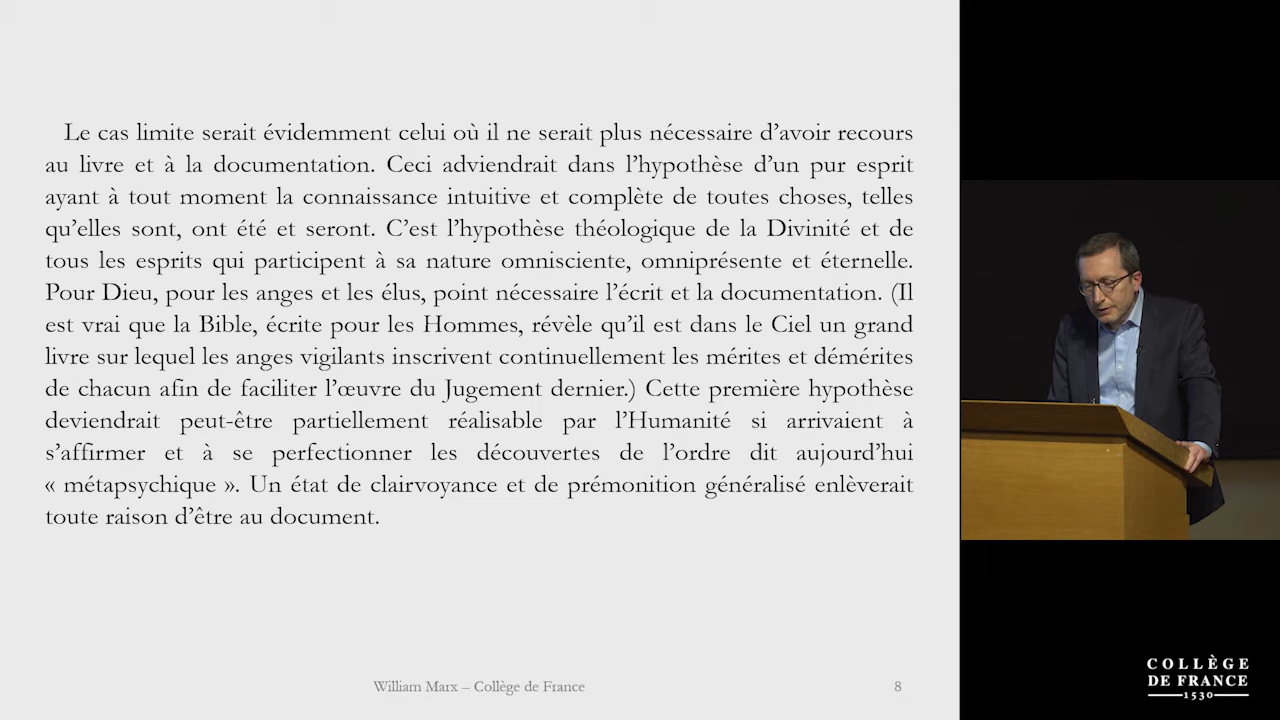 Le cas limite serait évidemment celui où il ne serait plus nécessaire d’avoir recours
au livre et à la documentation. Ceci adviendrait dans l’hypothèse d’un pur esprit
ayant à tout moment la connaissance intuitive et complète de toutes choses, telles
qu’elles sont, ont été et seront. C’est l’hypothèse théologique de la Divinité et de
tous les esprits qui participent à sa nature omnisciente, omniprésente et éternelle.
Pour Dieu, pour les anges et les élus, point nécessaire l’écrit et la documentation. (Il
est vrai que la Bible, écrite pour les Hommes, révèle qu’il est dans le Ciel un grand
livre sur lequel les anges vigilants inscrivent continuellement les mérites et démérites
de chacun afin de faciliter l’œuvre du Jugement dernier.) Cette première hypothèse
deviendrait peut-être partiellement réalisable par l’Humanité si arrivaient à
s’affirmer et à se perfectionner les découvertes de l’ordre dit aujourd’hui
« métapsychique ». Un état de clairvoyance et de prémonition généralisé enlèverait
toute raison d’être au document.
William Marx – Collège de France
8
COLLÈGE
DE FRANCE
1530